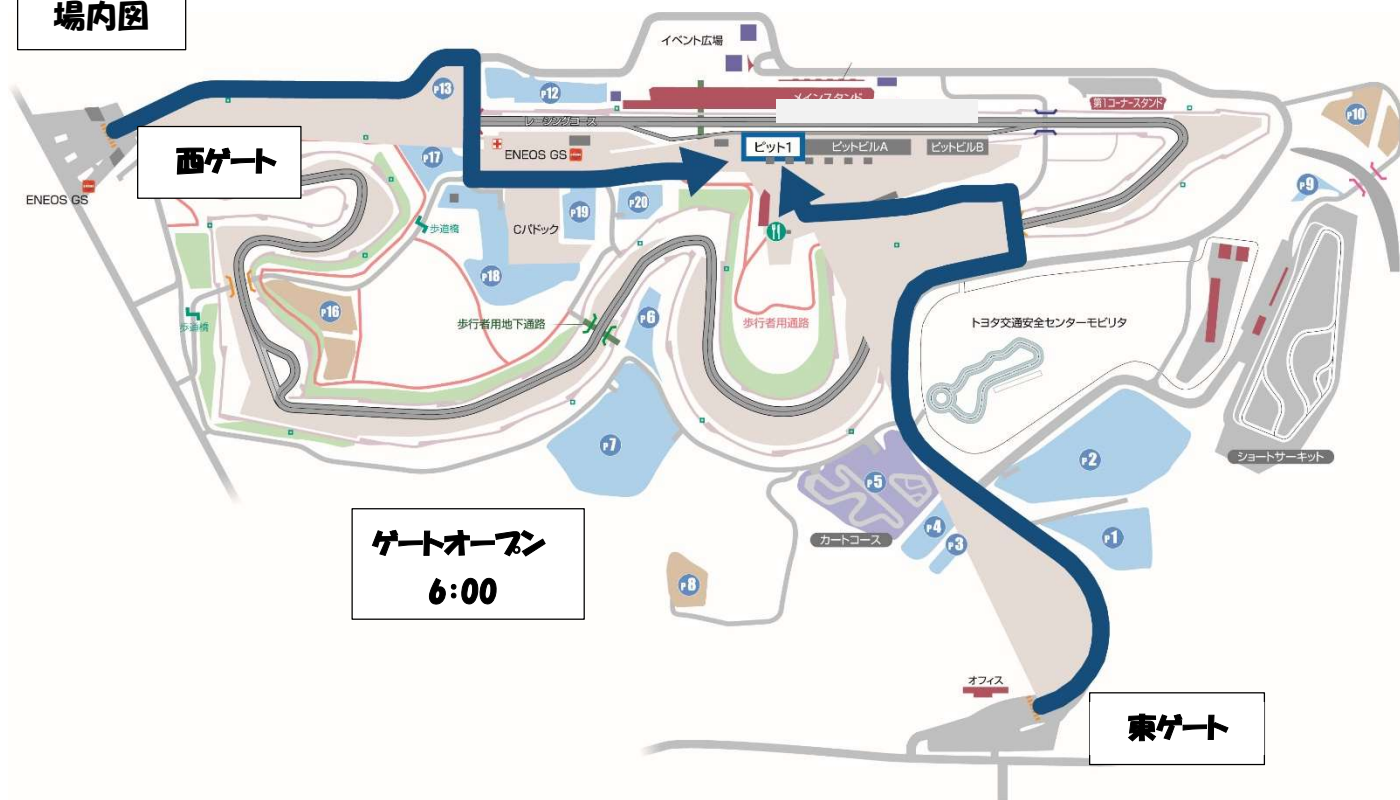 場内図
イベント広場
P13
P12
メインスタンド
第1コーナースタンド
P10
レーシングコース
ENEOS GS
ピット1
ピットビルA
ピットビルB
西ゲート
P17
P9
ENEOS GS
P20
P19
Cパドック
歩道橋
P18
P16
歩道橋
歩行者用地下通路
P6
歩行者用通路
トヨタ交通安全センターモビリタ
P7
P2
ショートサーキット
P5
P4
P3
P1
カートコース
ゲートオープン
6:00
P8
オフィス
東ゲート